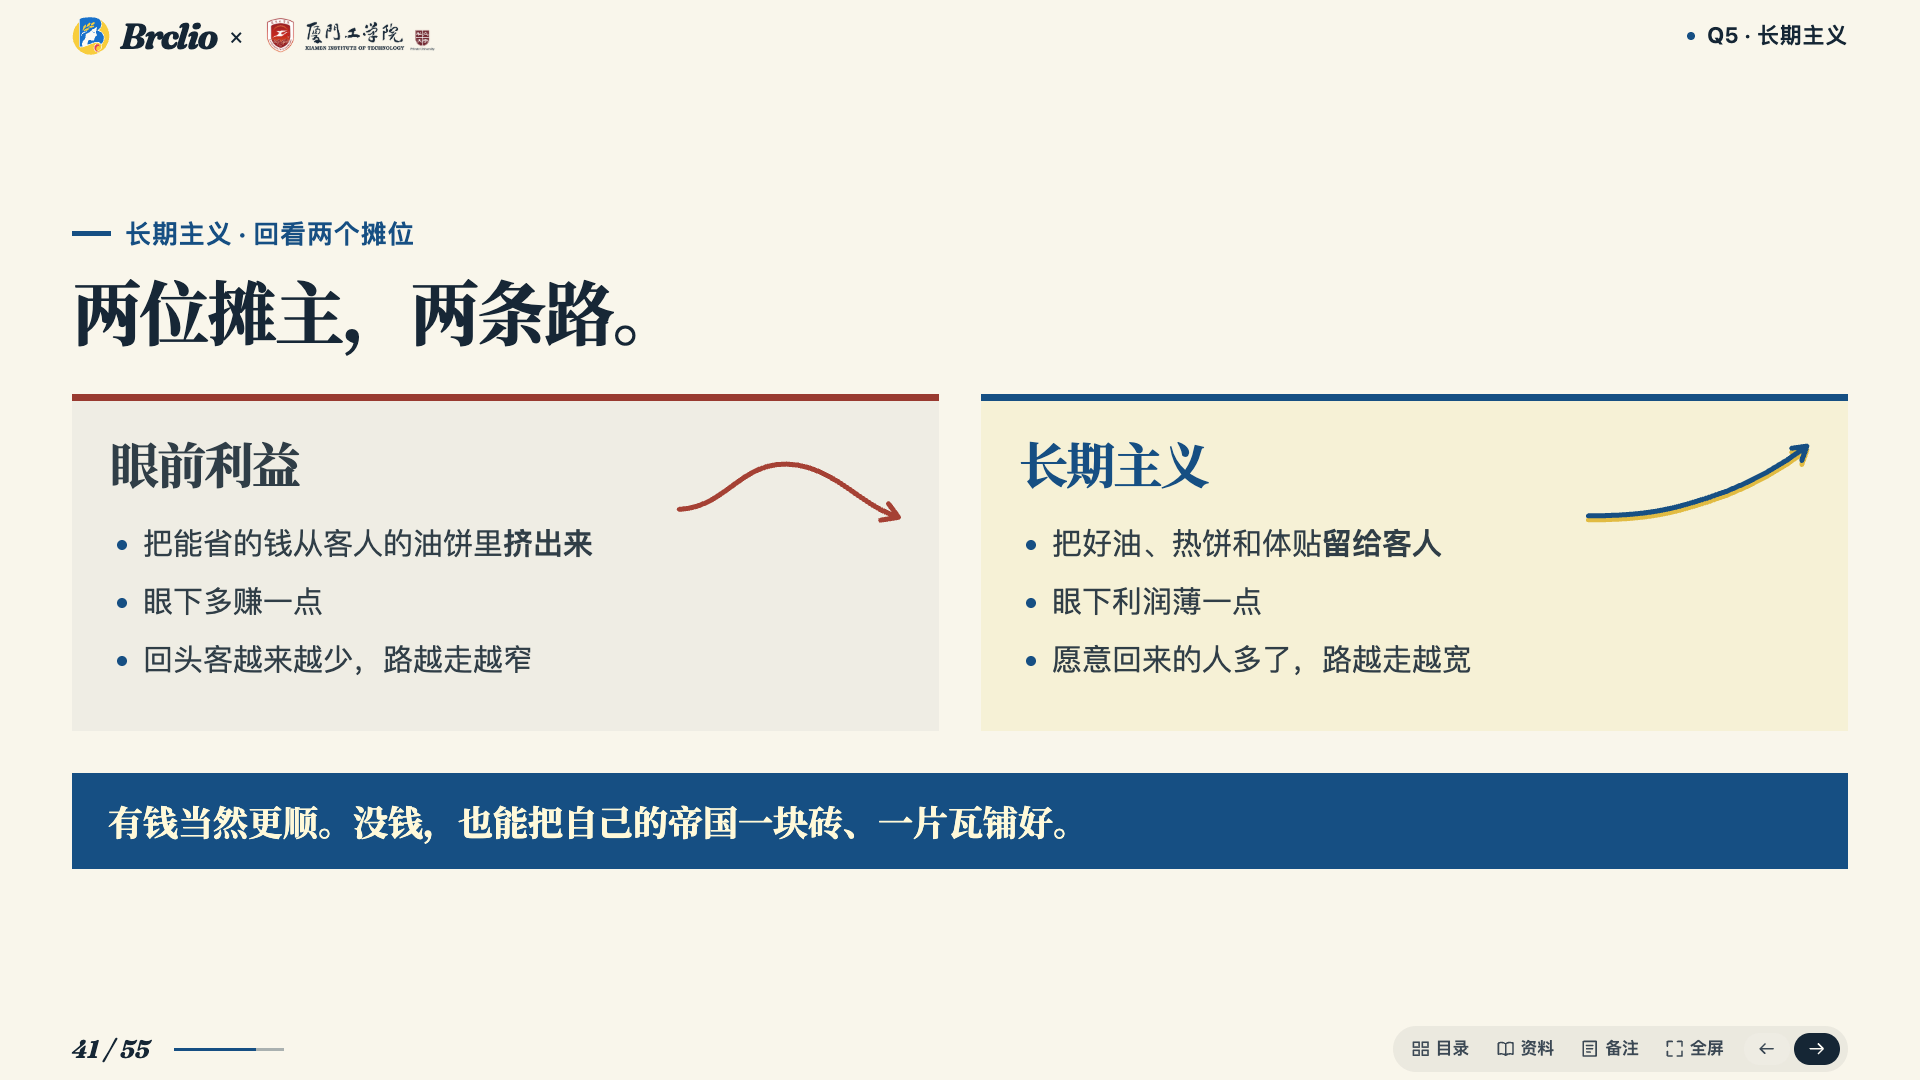 Brclio ×
厦門工学院
XIAMEN INSTITUTE OF TECHNOLOGY
Q5 · 长期主义
长期主义 · 回看两个摊位
两位摊主，两条路。
眼前利益
把能省的钱从客人的油饼里挤出来
眼下多赚一点
回头客越来越少，路越走越窄
长期主义
把好油、热饼和体贴留给客人
眼下利润薄一点
愿意回来的人多了，路越走越宽
有钱当然更顺。没钱，也能把自己的帝国一块砖、一片瓦铺好。
41 / 55
目录 资料 备注 全屏